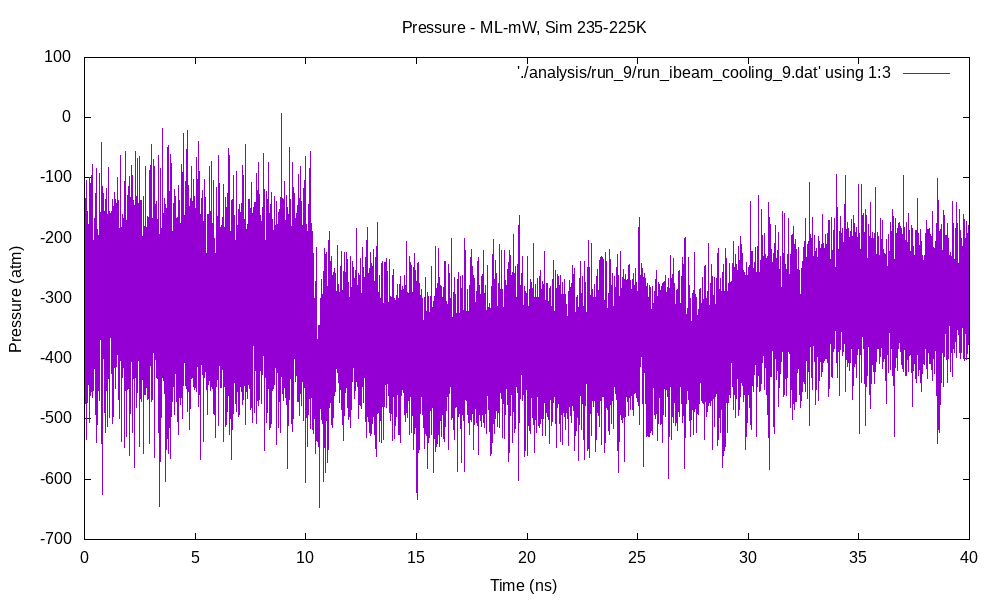 Pressure - ML-mW, Sim 235-225K
'./analysis/run_9/run_ibeam_cooling_9.dat' using 1:3
Pressure (atm)
100
0
-100
-200
-300
-400
-500
-600
-700
0 5 10 15 20 25 30 35 40
Time (ns)